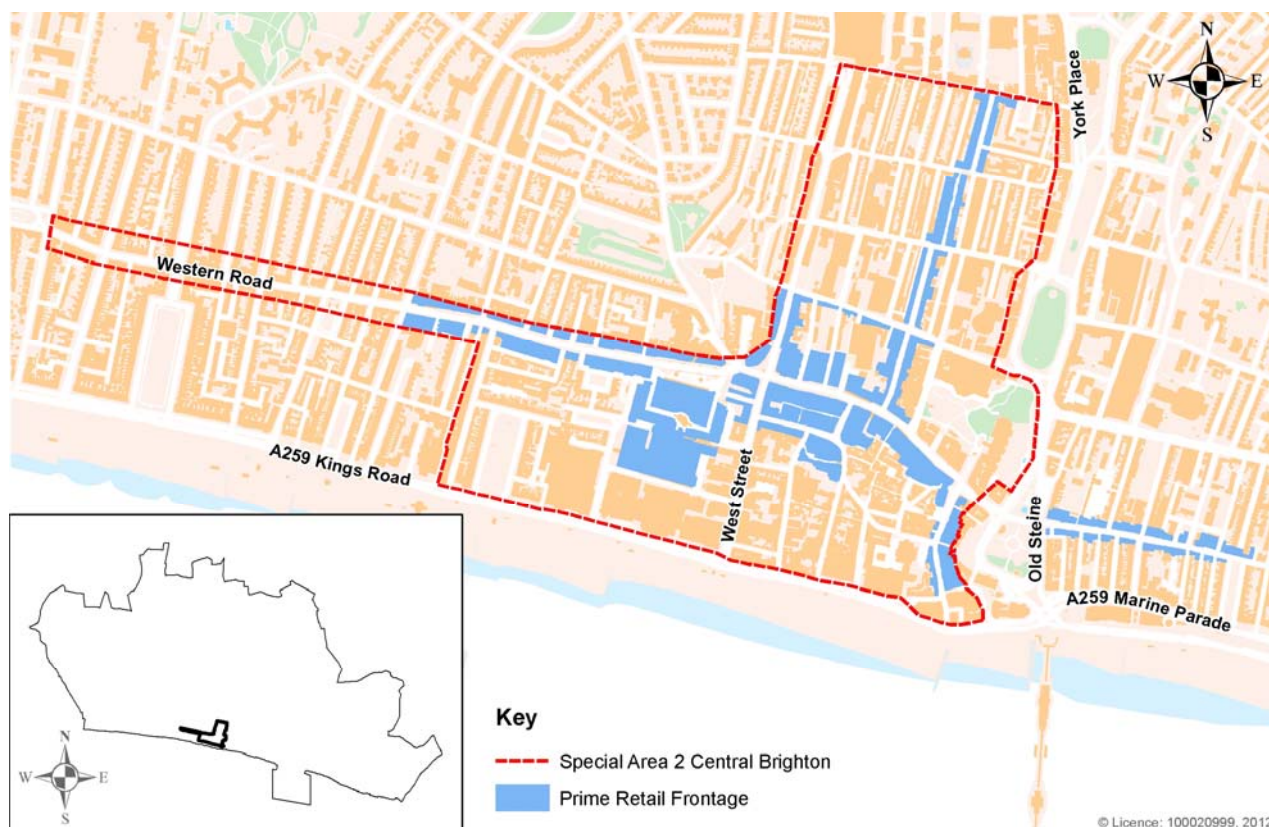 N
W E
S
York Place
Western Road
A259 Kings Road
West Street
Old Steine
A259 Marine Parade
N
W E
S
Key
Special Area 2 Central Brighton
Prime Retail Frontage
© Licence: 100020999, 2012